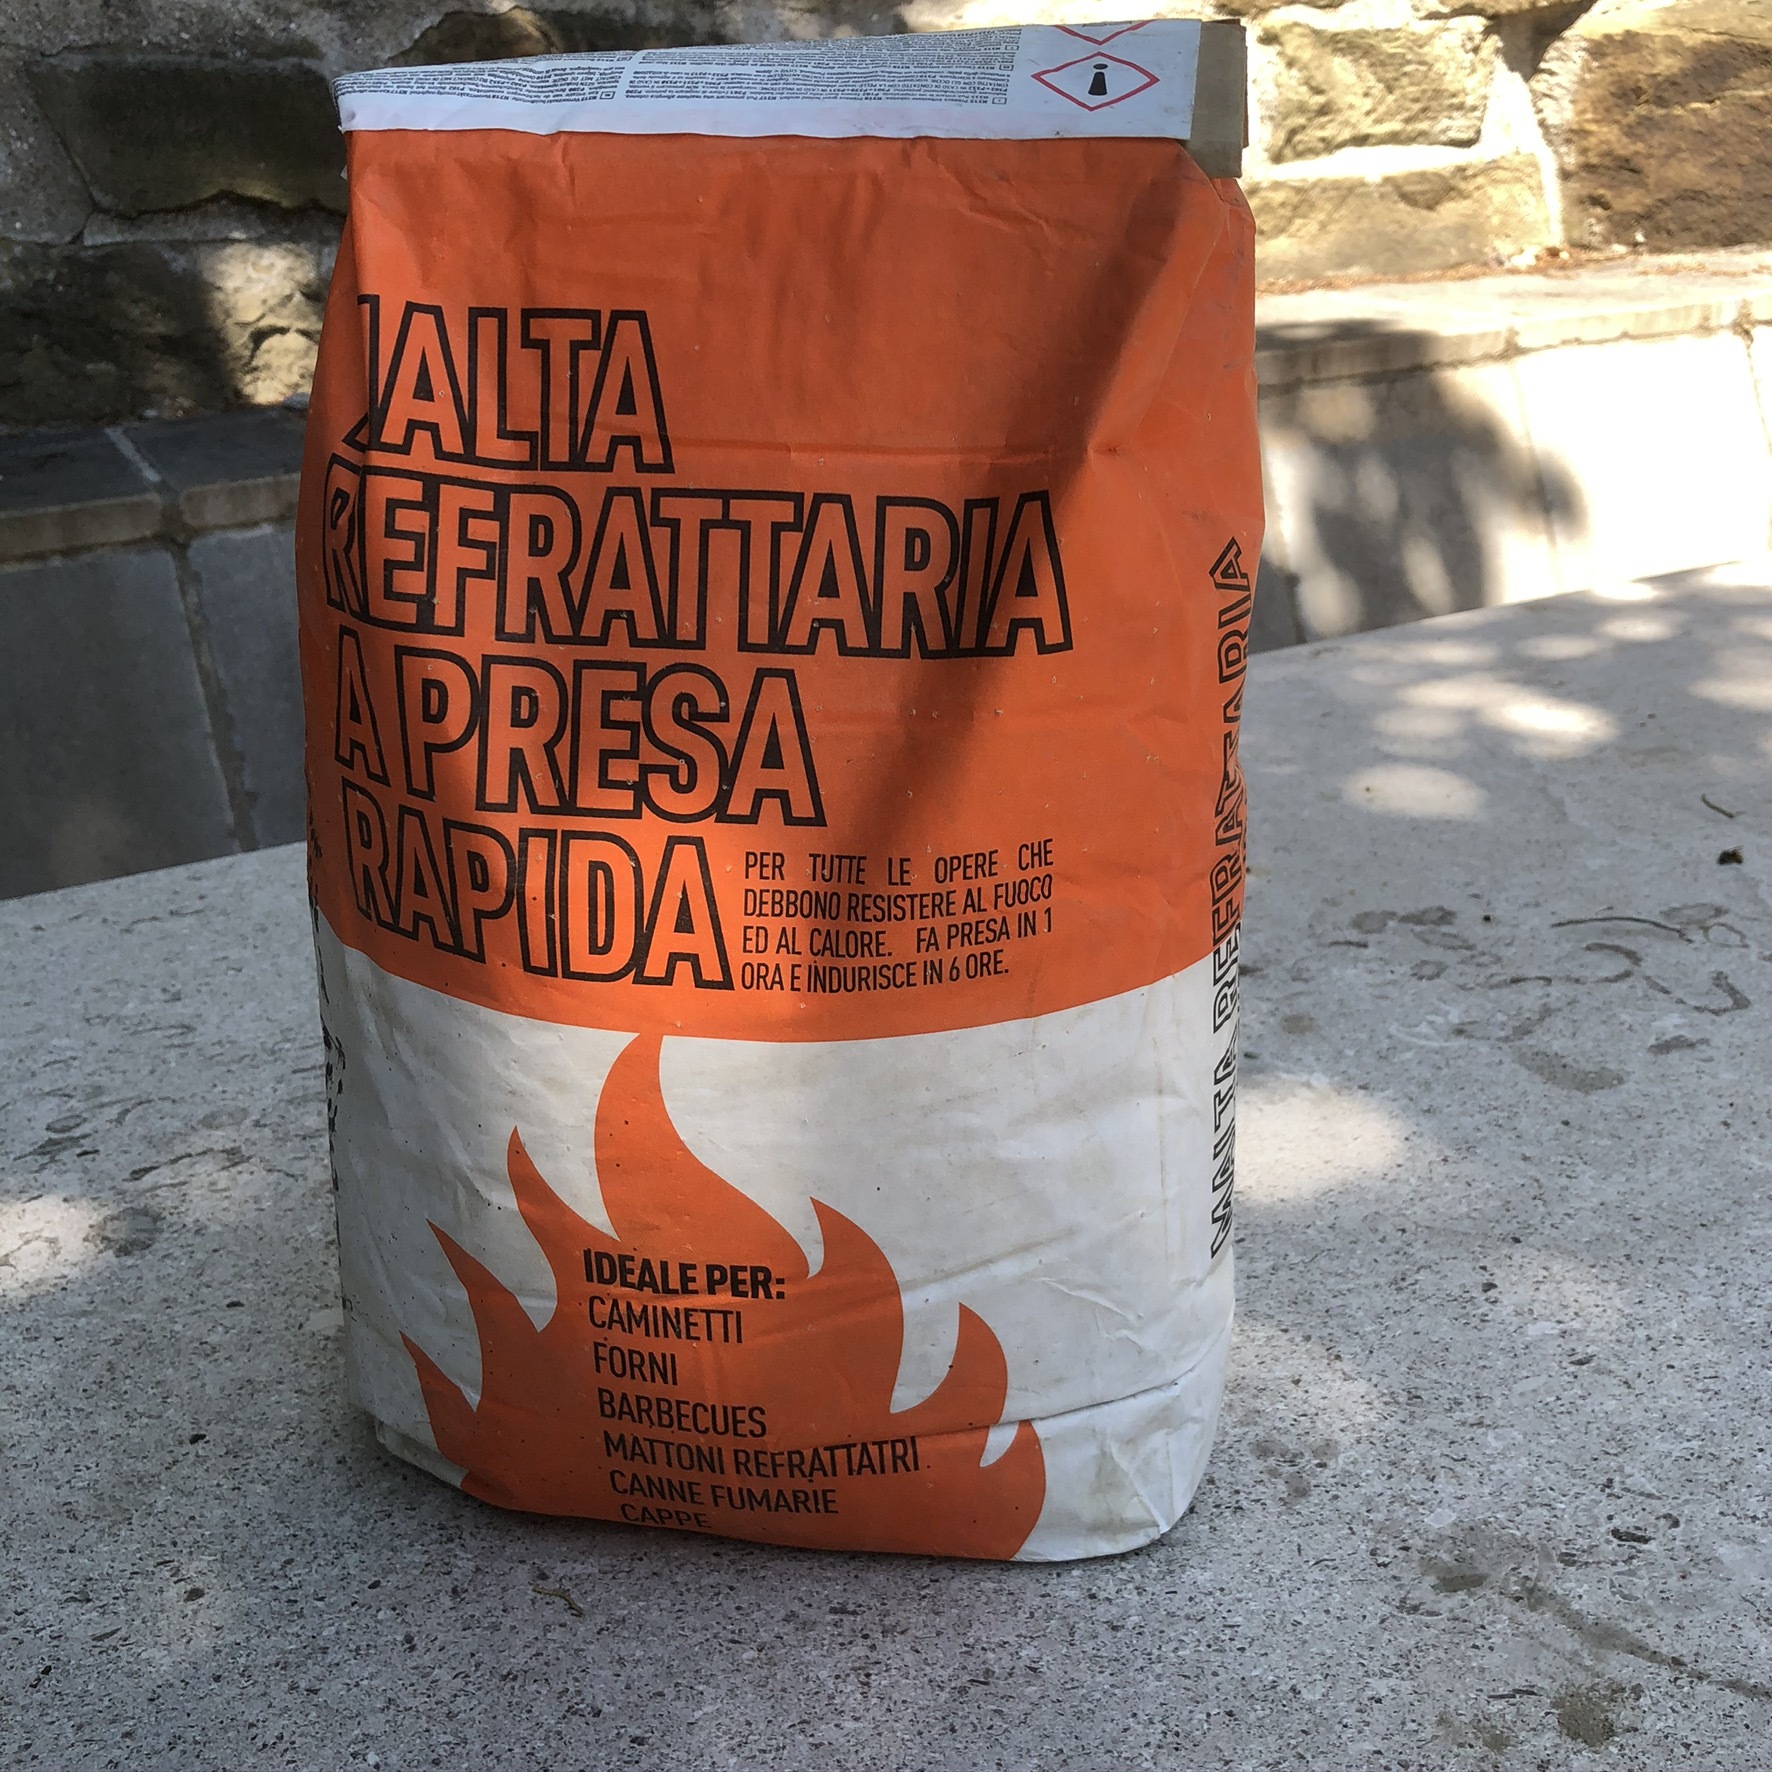 MALTA
REFRATTARIA
A PRESA
RAPIDA
PER TUTTE LE OPERE CHE
DEBBONO RESISTERE AL FUOCO
ED AL CALORE. FA PRESA IN 1
ORA E INDURISCE IN 6 ORE.
IDEALE PER:
CAMINETTI
FORNI
BARBECUES
MATTONI REFRATTATRI
CANNE FUMARIE
CAPPE
MALTA REFRATTARIA